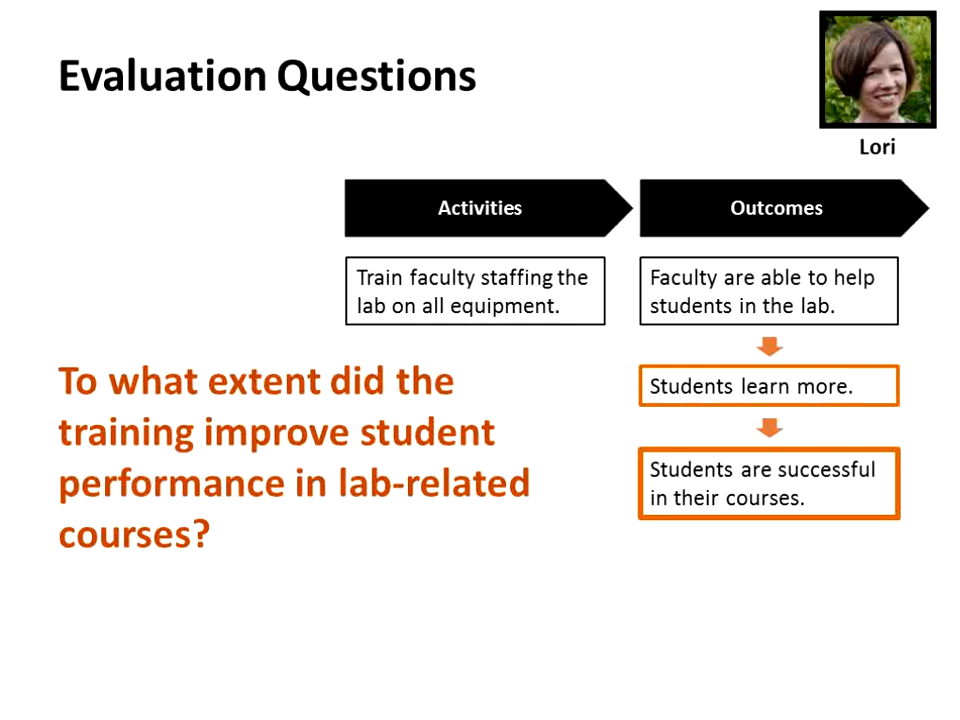 Evaluation Questions
Lori
Activities
Outcomes
Train faculty staffing the
lab on all equipment.
Faculty are able to help
students in the lab.
Students learn more.
Students are successful
in their courses.
To what extent did the
training improve student
performance in lab-related
courses?